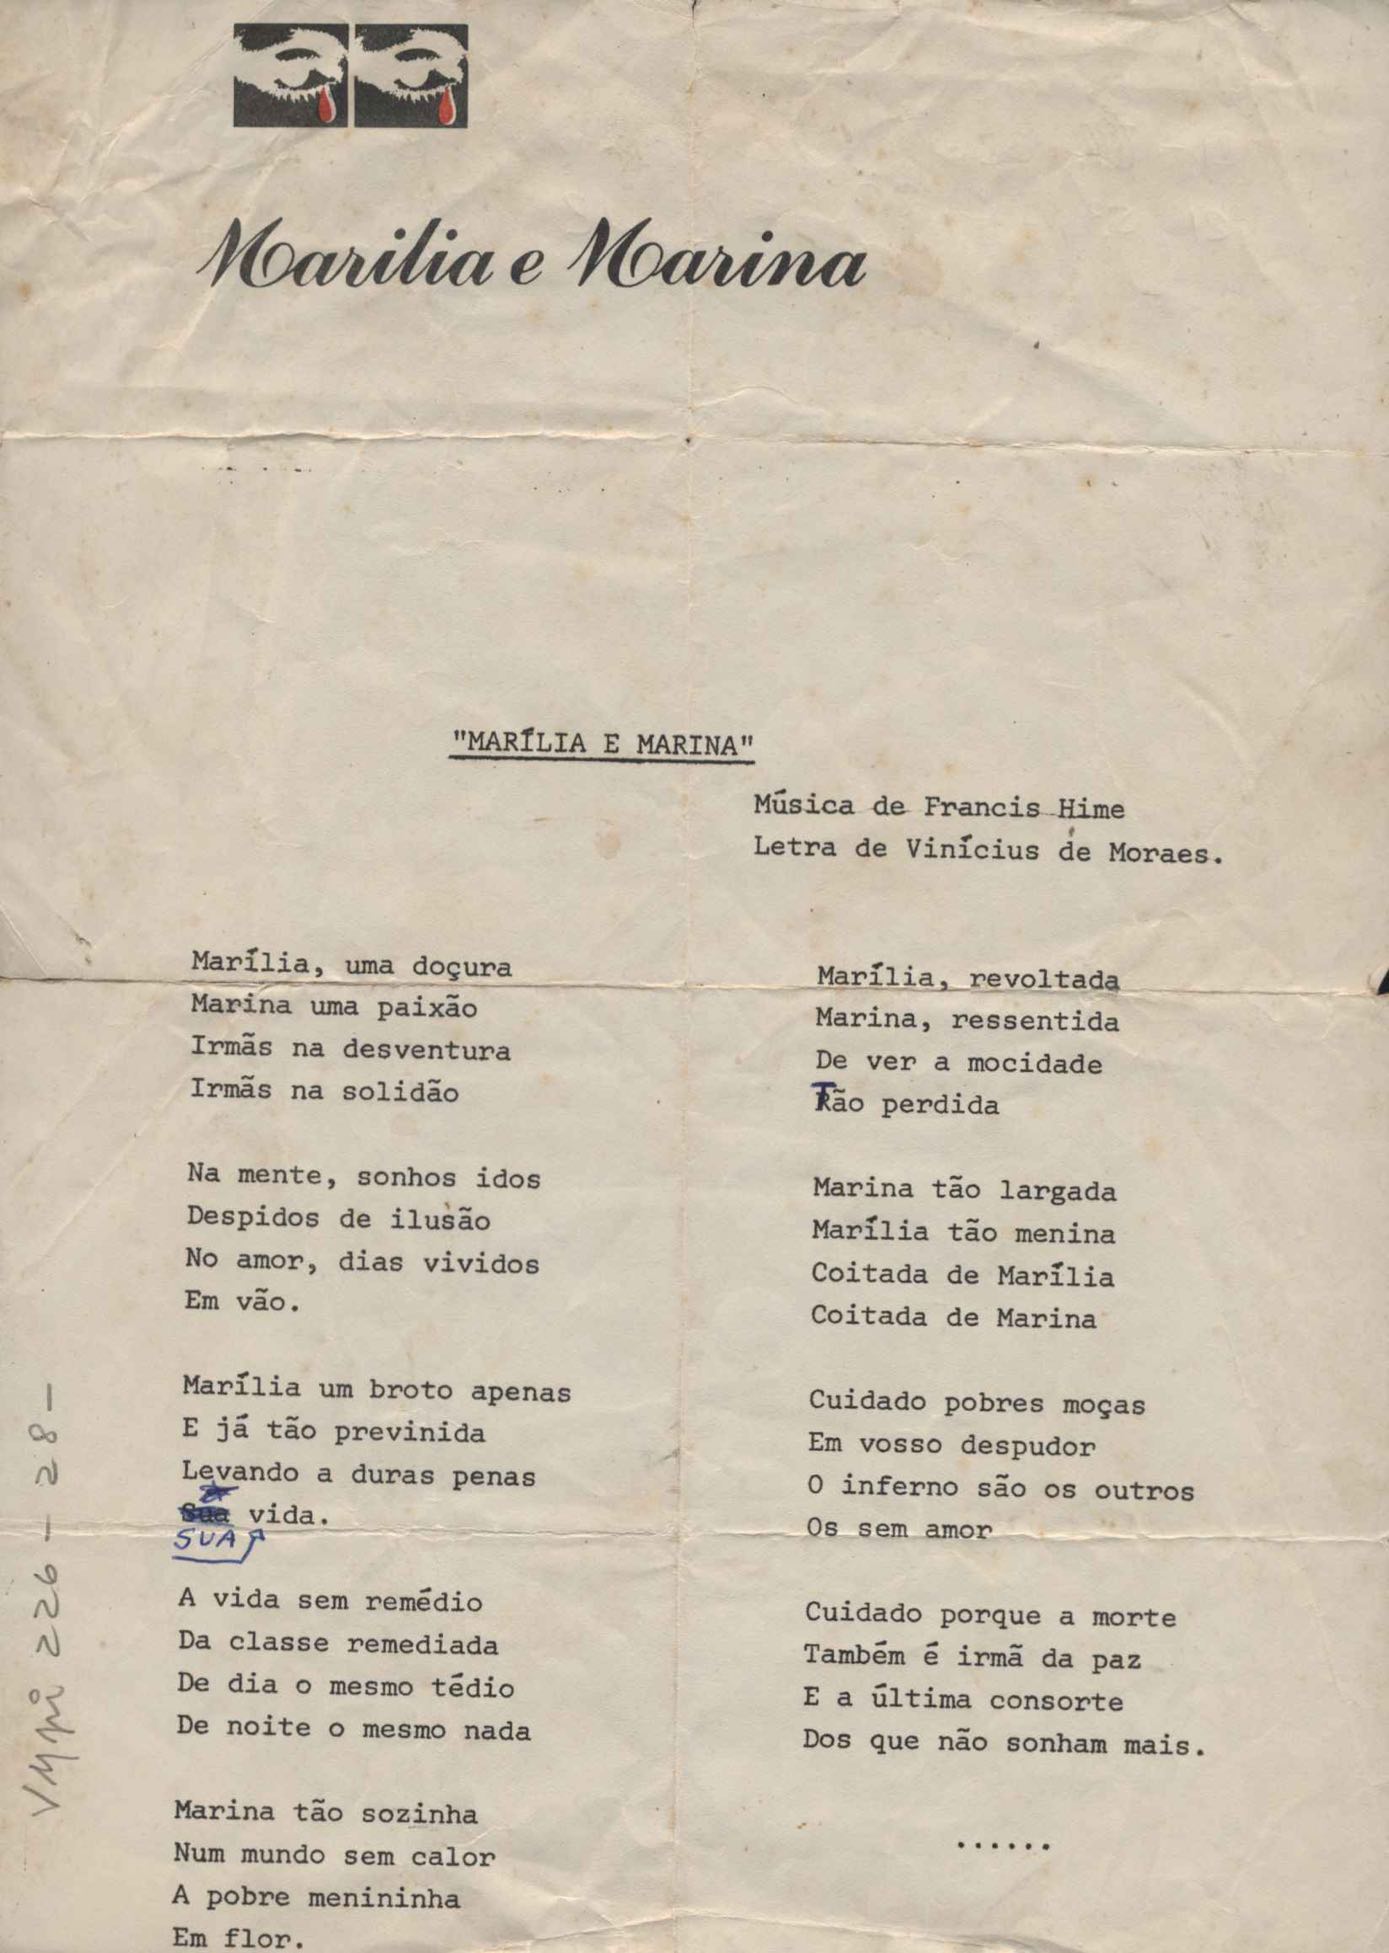 Marilia e Marina
"MARÍLIA E MARINA"
Música de Francis Hime
Letra de Vinícius de Moraes.
Marília, uma doçura
Marina uma paixão
Irmãs na desventura
Irmãs na solidão
Na mente, sonhos idos
Despidos de ilusão
No amor, dias vividos
Em vão.
Marília um broto apenas
E já tão previnida
Levando a duras penas
Sua vida.
SUA
A vida sem remédio
Da classe remediada
De dia o mesmo tédio
De noite o mesmo nada
Marina tão sozinha
Num mundo sem calor
A pobre menininha
Em flor.
Marília, revoltada
Marina, ressentida
De ver a mocidade
Tão perdida
Marina tão largada
Marília tão menina
Coitada de Marília
Coitada de Marina
Cuidado pobres moças
Em vosso despudor
O inferno são os outros
Os sem amor
Cuidado porque a morte
Também é irmã da paz
E a última consorte
Dos que não sonham mais.
......
VMpi 226 - 28 -